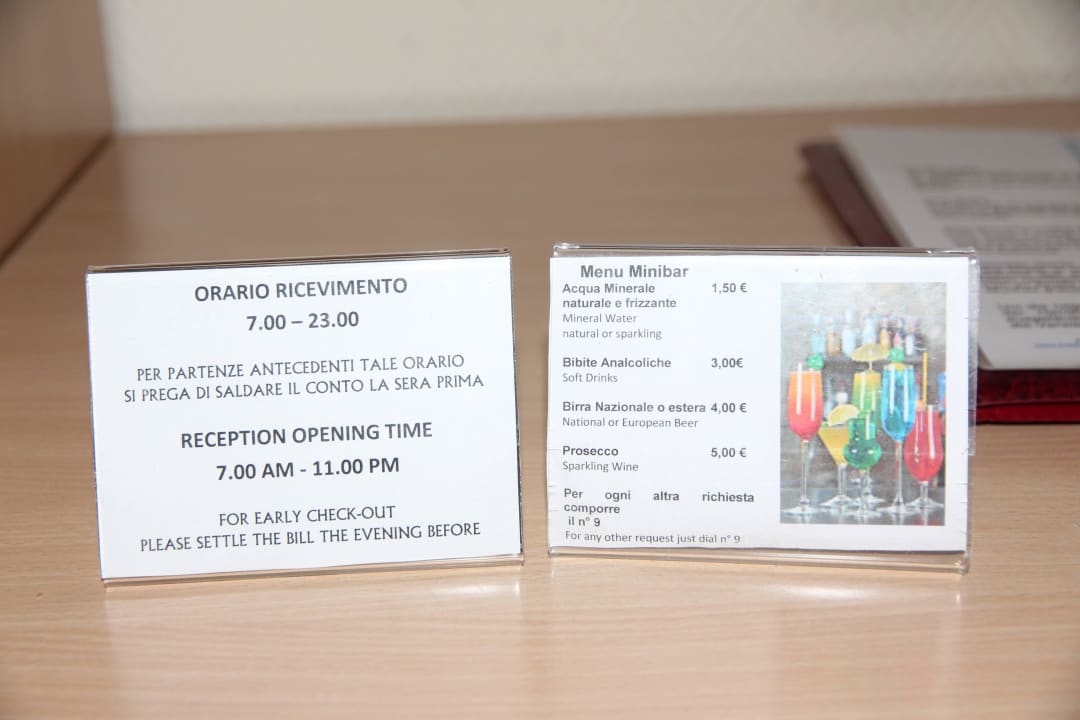 ORARIO RICEVIMENTO
7.00 – 23.00
PER PARTENZE ANTECEDENTI TALE ORARIO
SI PREGA DI SALDARE IL CONTO LA SERA PRIMA
RECEPTION OPENING TIME
7.00 AM - 11.00 PM
FOR EARLY CHECK-OUT
PLEASE SETTLE THE BILL THE EVENING BEFORE
Menu Minibar
Acqua Minerale 1,50 €
naturale e frizzante
Mineral Water
natural or sparkling
Bibite Analcoliche 3,00€
Soft Drinks
Birra Nazionale o estera 4,00 €
National or European Beer
Prosecco 5,00 €
Sparkling Wine
Per ogni altra richiesta
comporre
il n° 9
For any other request just dial n° 9